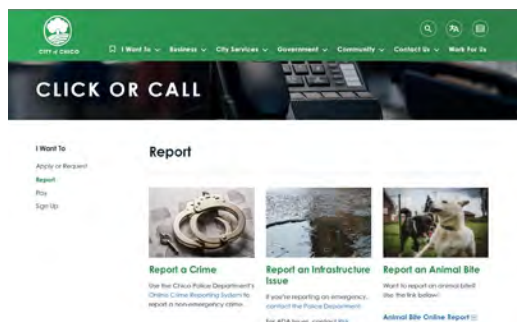 CITY of CHICO
I Want To
Business
City Services
Government
Community
Contact Us
Work For Us
CLICK OR CALL
I Want To
Apply or Request
Report
Pay
Sign Up
Report
Report a Crime
Use the Chico Police Department's
Online Crime Reporting System to
report a non-emergency crime.
Report an Infrastructure
Issue
If you're reporting an emergency,
contact the Police Department.
For ADA Issues, contact
Report an Animal Bite
Want to report an animal bite?
Use the link below!
Animal Bite Online Report